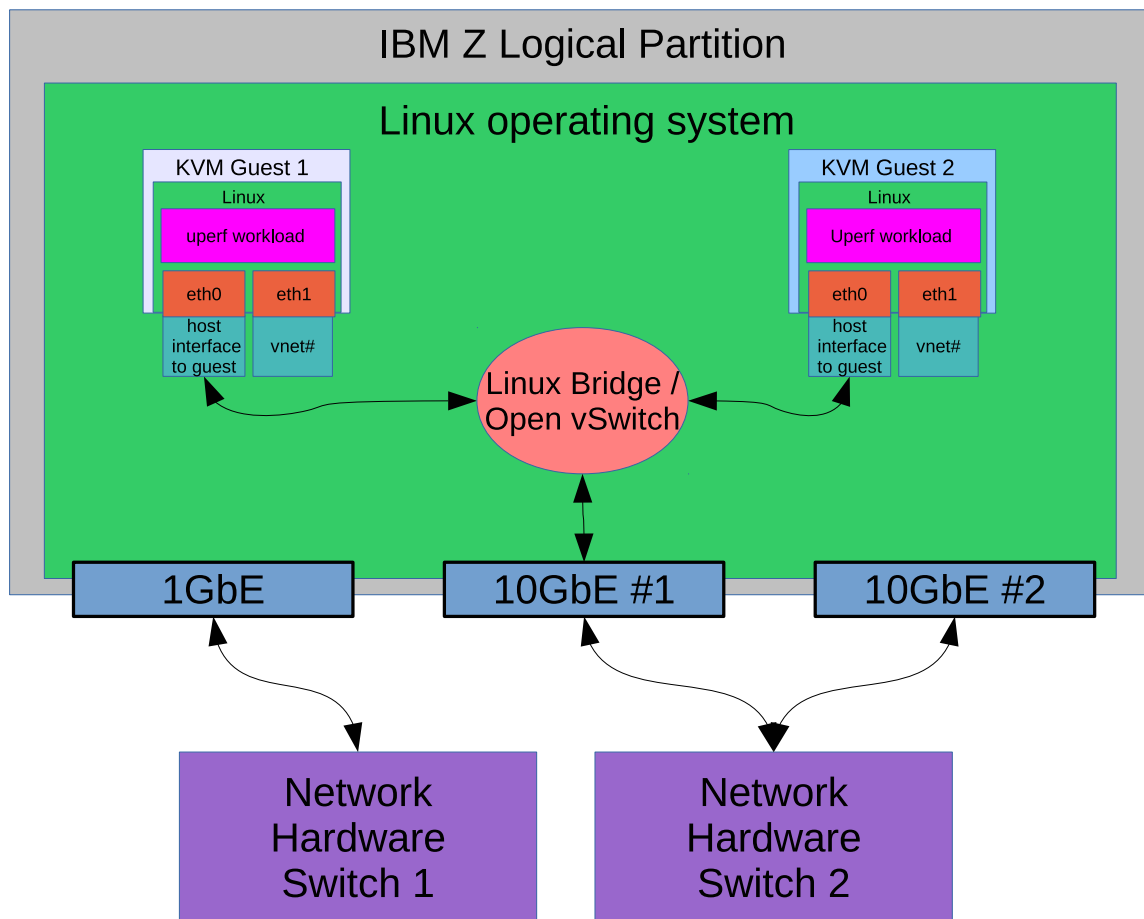 IBM Z Logical Partition
Linux operating system
KVM Guest 1
Linux
uperf workload
eth0
eth1
host
interface
to guest
vnet#
KVM Guest 2
Linux
Uperf workload
eth0
eth1
host
interface
to guest
vnet#
Linux Bridge /
Open vSwitch
1GbE
10GbE #1
10GbE #2
Network
Hardware
Switch 1
Network
Hardware
Switch 2